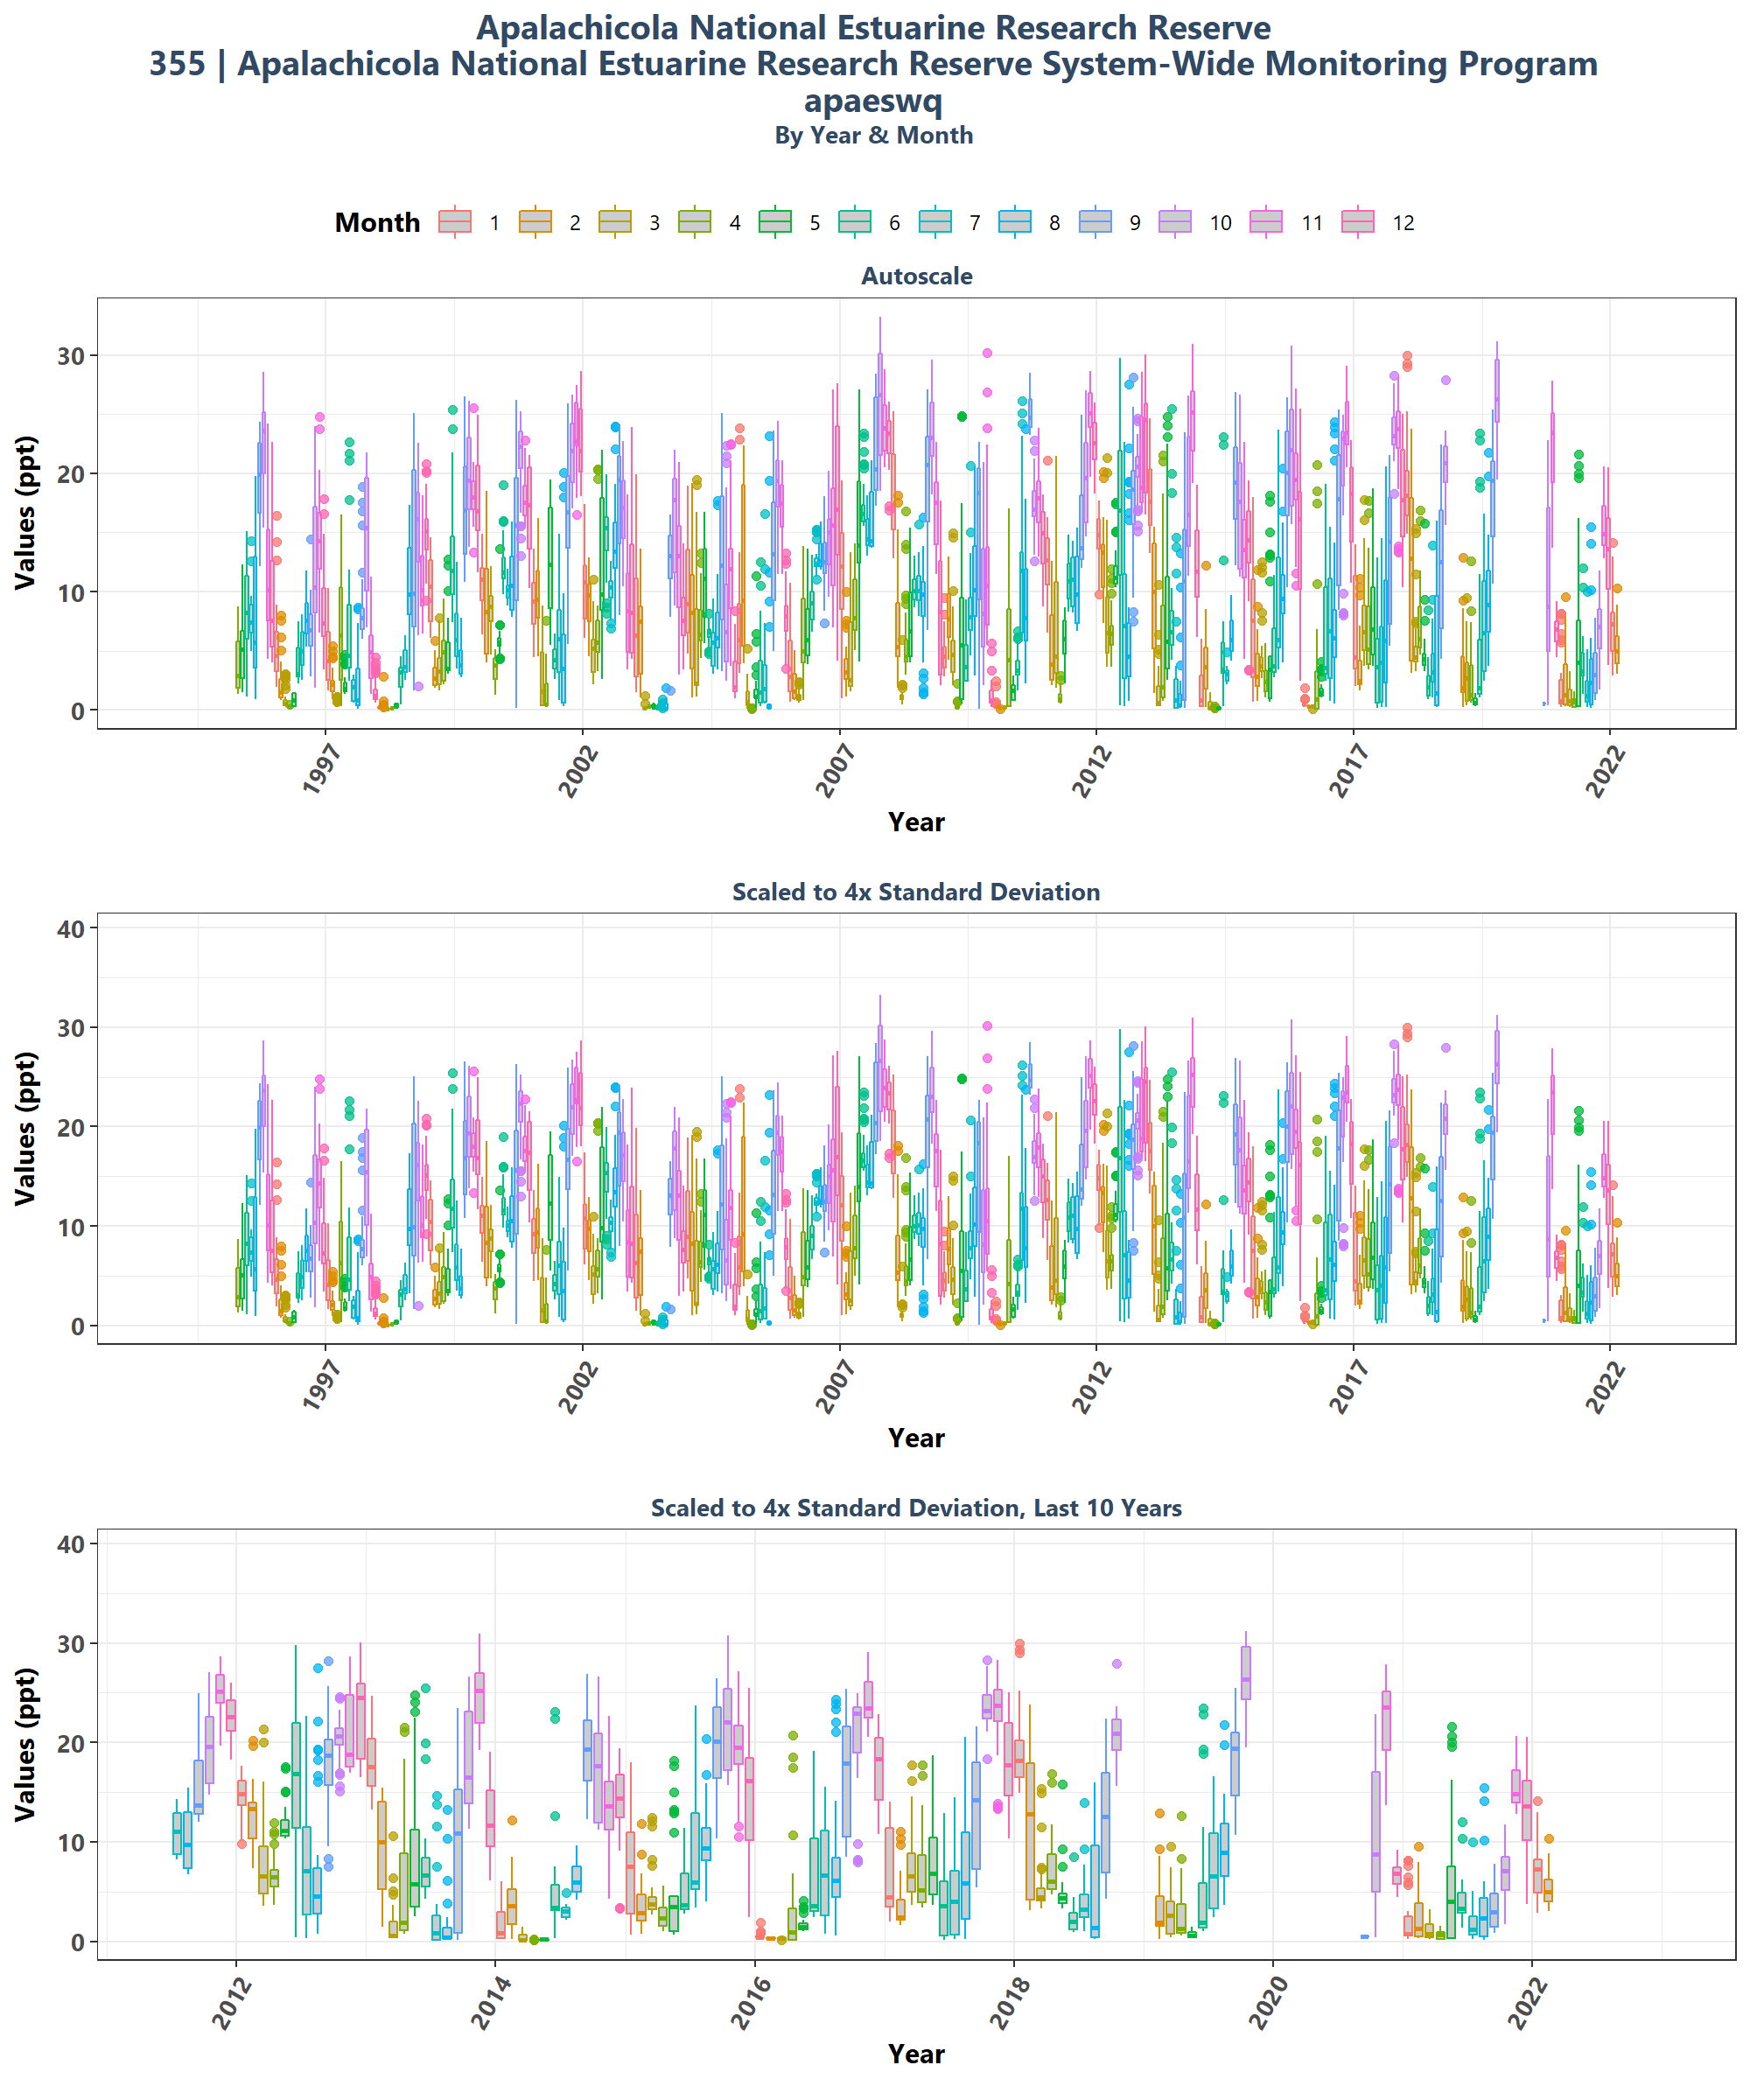 Apalachicola National Estuarine Research Reserve
355 | Apalachicola National Estuarine Research Reserve System-Wide Monitoring Program
apaeswq
By Year & Month
Month 1 2 3 4 5 6 7 8 9 10 11 12
Autoscale
Values (ppt)
30
20
10
0
1997 2002 2007 2012 2017 2022
Year
Scaled to 4x Standard Deviation
Values (ppt)
40
30
20
10
0
1997 2002 2007 2012 2017 2022
Year
Scaled to 4x Standard Deviation, Last 10 Years
Values (ppt)
40
30
20
10
0
2012 2014 2016 2018 2020 2022
Year